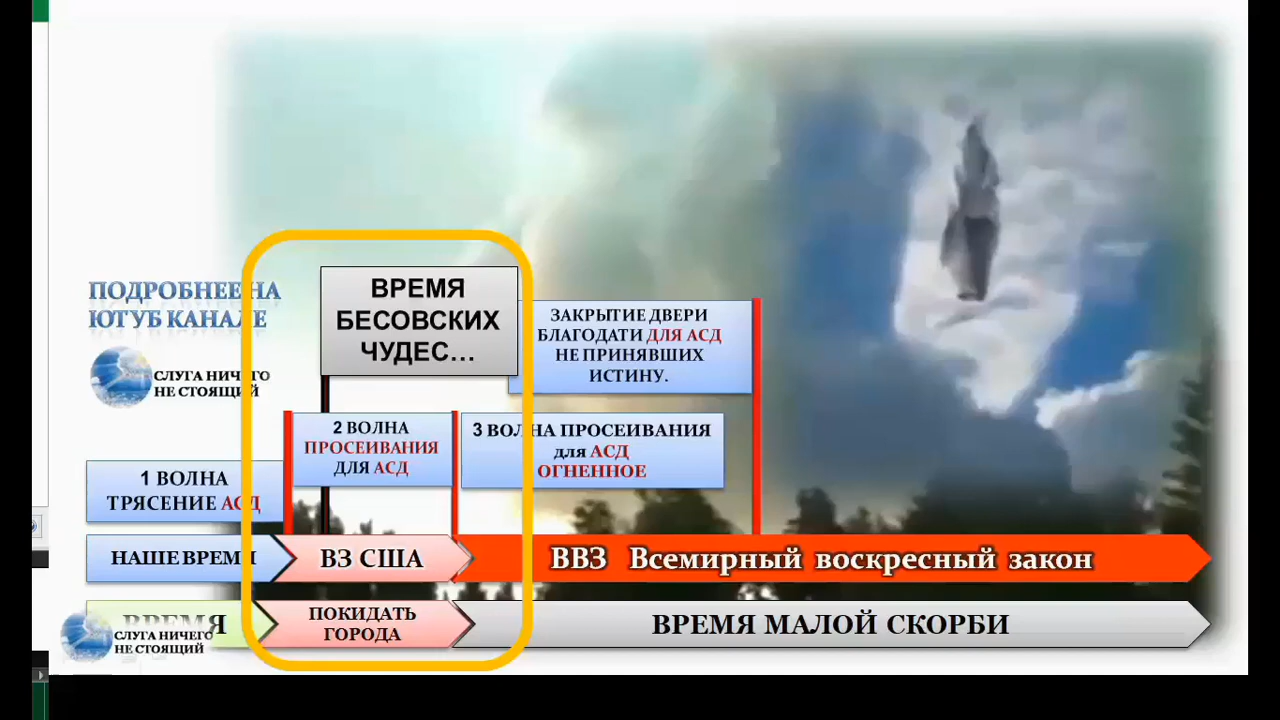 ПОДРОБНЕЕ НА
ЮТУБ КАНАЛЕ
СЛУГА НИЧЕГО
НЕ СТОЯЩИЙ
ВРЕМЯ
БЕСОВСКИХ
ЧУДЕС...
ЗАКРЫТИЕ ДВЕРИ
БЛАГОДАТИ ДЛЯ АСД
НЕ ПРИНЯВШИХ
ИСТИНУ.
1 ВОЛНА
ТРЯСЕНИЕ АСД
2 ВОЛНА
ПРОСЕИВАНИЯ
ДЛЯ АСД
3 ВОЛНА ПРОСЕИВАНИЯ
для АСД
ОГНЕННОЕ
НАШЕ ВРЕМЯ
ВЗ США
ВВЗ Всемирный воскресный закон
ВРЕМЯ
СЛУГА НИЧЕГО
НЕ СТОЯЩИЙ
ПОКИДАТЬ
ГОРОДА
ВРЕМЯ МАЛОЙ СКОРБИ